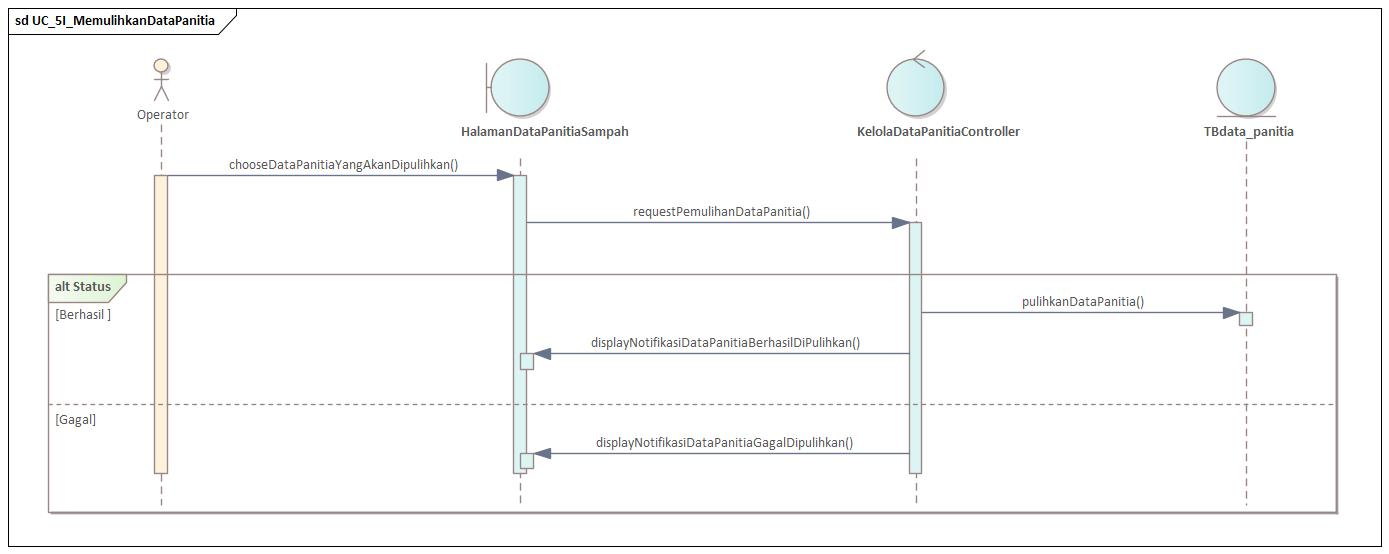 sd UC_5I_MemulihkanDataPanitia
Operator
HalamanDataPanitiaSampah
KelolaDataPanitiaController
TBdata_panitia
chooseDataPanitiaYangAkanDipulihkan()
requestPemulihanDataPanitia()
alt Status
[Berhasil ]
pulihkanDataPanitia()
displayNotifikasiDataPanitiaBerhasilDiPulihkan()
[Gagal]
displayNotifikasiDataPanitiaGagalDipulihkan()